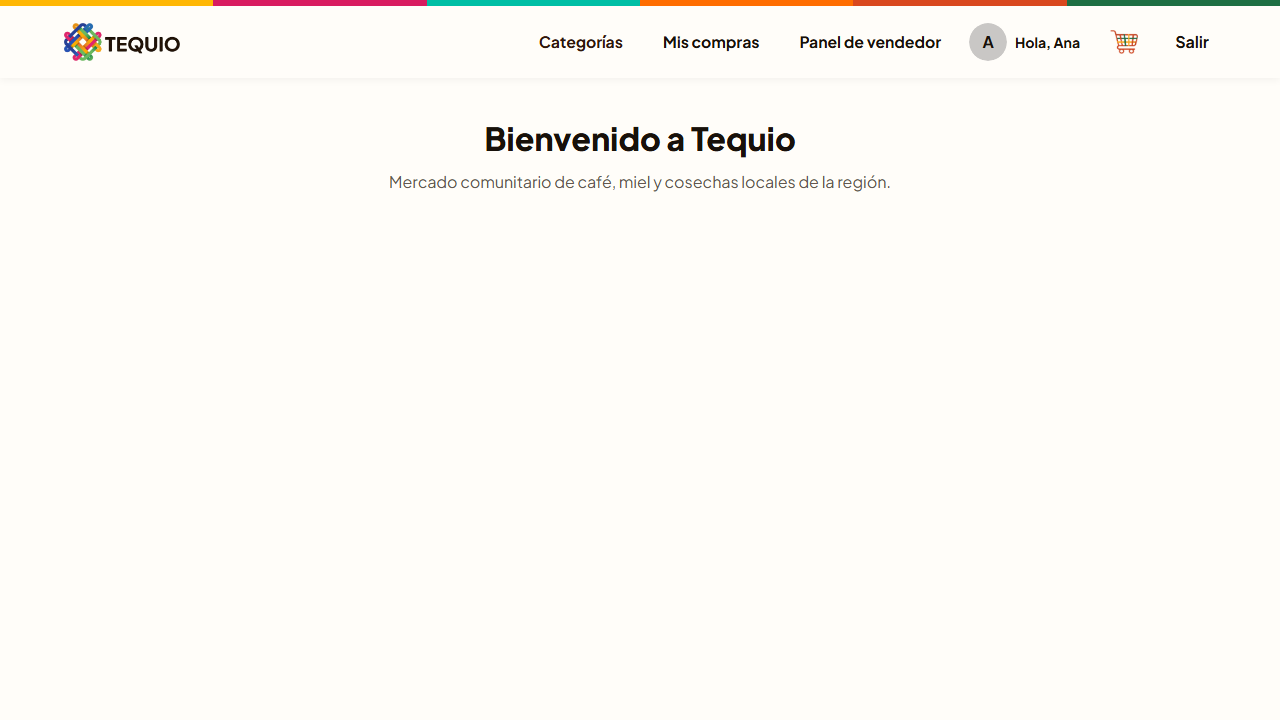 TEQUIO
Categorías
Mis compras
Panel de vendedor
A
Hola, Ana
Salir
Bienvenido a Tequio
Mercado comunitario de café, miel y cosechas locales de la región.